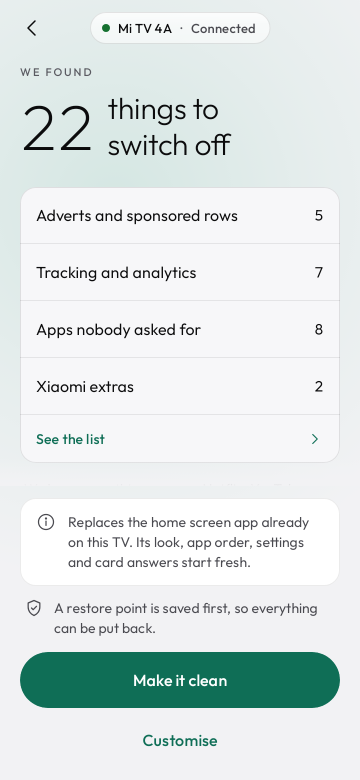 Mi TV 4A · Connected
WE FOUND
22 things to
switch off
Adverts and sponsored rows 5
Tracking and analytics 7
Apps nobody asked for 8
Xiaomi extras 2
See the list
Replaces the home screen app already
on this TV. Its look, app order, settings
and card answers start fresh.
A restore point is saved first, so everything
can be put back.
Make it clean
Customise